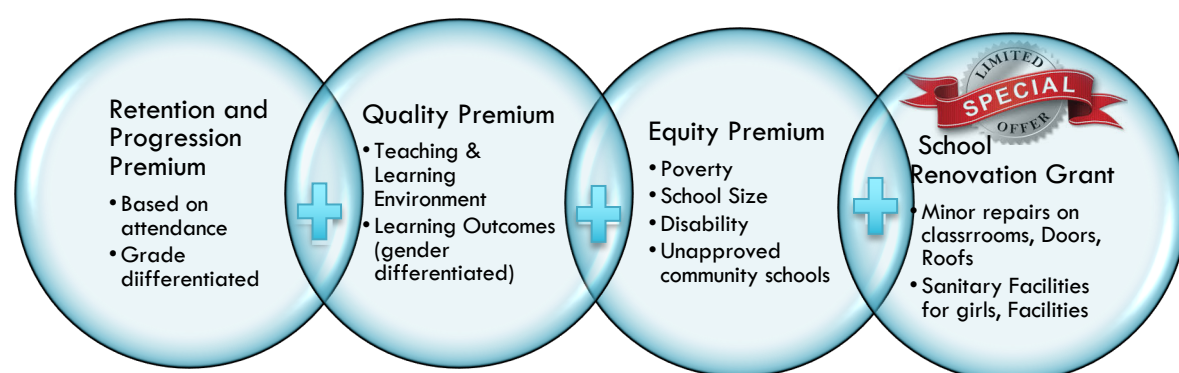 Retention and
Progression
Premium
• Based on
attendance
• Grade
diifferentiated
Quality Premium
• Teaching &
Learning
Environment
• Learning Outcomes
(gender
differentiated)
Equity Premium
• Poverty
• School Size
• Disability
• Unapproved
community schools
LIMITED
SPECIAL
OFFER
School
Renovation Grant
• Minor repairs on
classrrooms, Doors,
Roofs
• Sanitary Facilities
for girls, Facilities